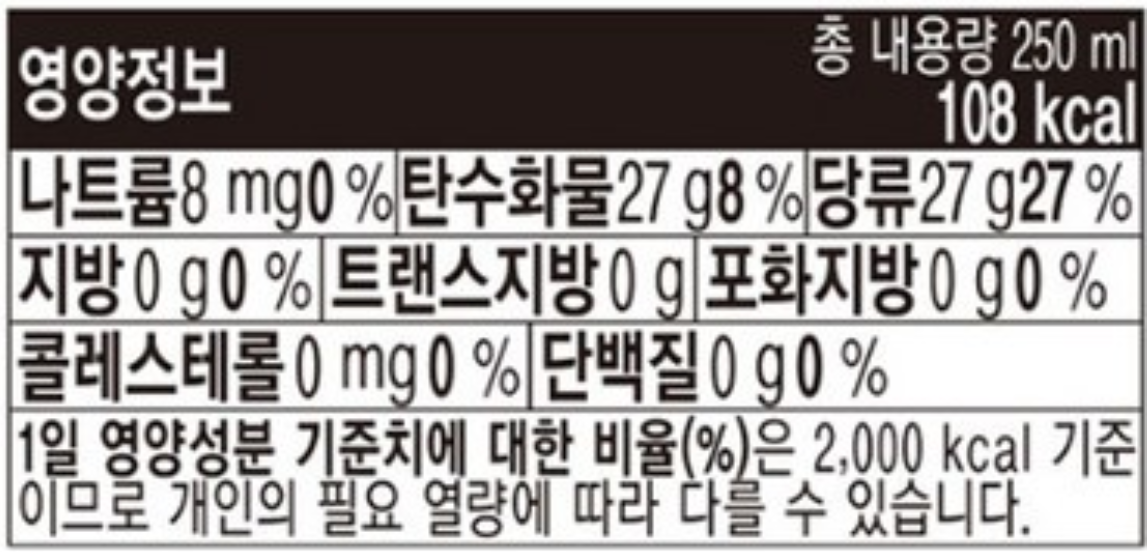 영양정보
총 내용량 250 ml
108 kcal
나트륨8 mg0 % 탄수화물27 g8 % 당류27 g27 %
지방0 g0 % 트랜스지방0 g 포화지방0 g0 %
콜레스테롤0 mg0 % 단백질0 g0 %
1일 영양성분 기준치에 대한 비율(%)은 2,000 kcal 기준
이므로 개인의 필요 열량에 따라 다를 수 있습니다.